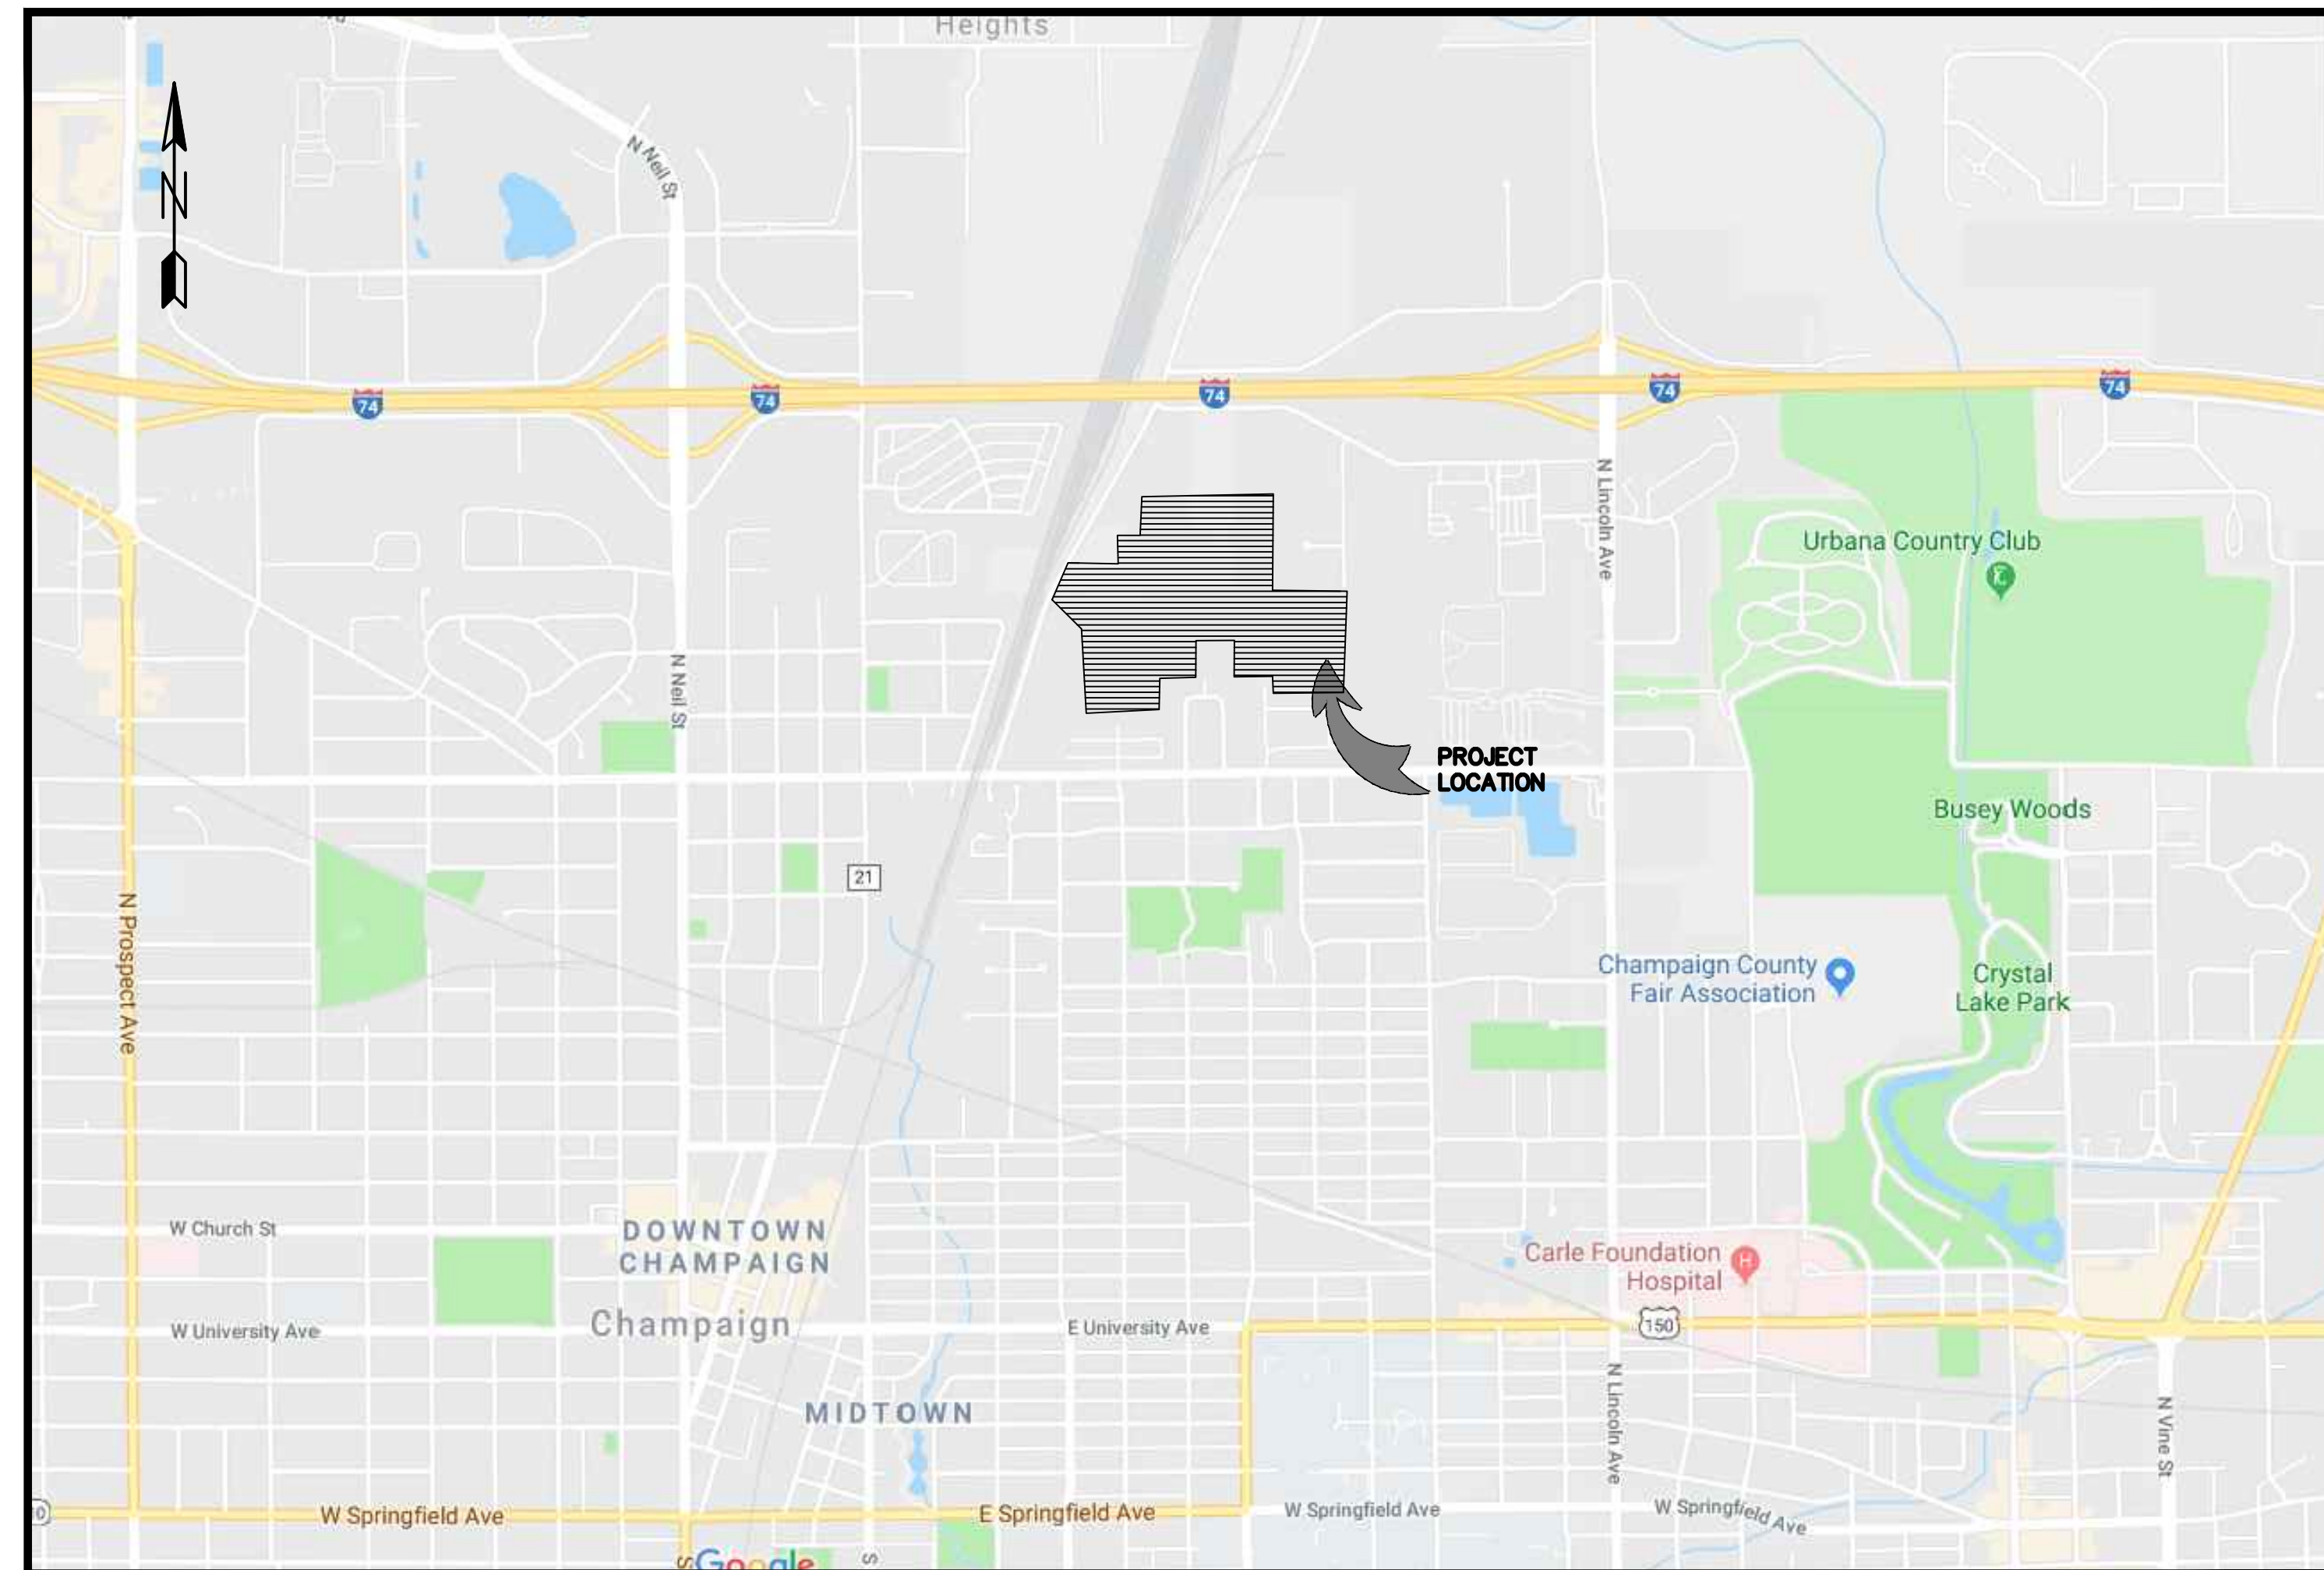 Heights
N
N Neil St
74
74
74
74
74
N Lincoln Ave
Urbana Country Club
N Neil St
PROJECT
LOCATION
Busey Woods
21
N Prospect Ave
Champaign County
Fair Association
Crystal
Lake Park
W Church St
DOWNTOWN
CHAMPAIGN
Carle Foundation
Hospital
H
Champaign
W University Ave
E University Ave
150
N Lincoln Ave
MIDTOWN
N Vine St
W Springfield Ave
E Springfield Ave
W Springfield Ave
W Springfield Ave
S
Google
S